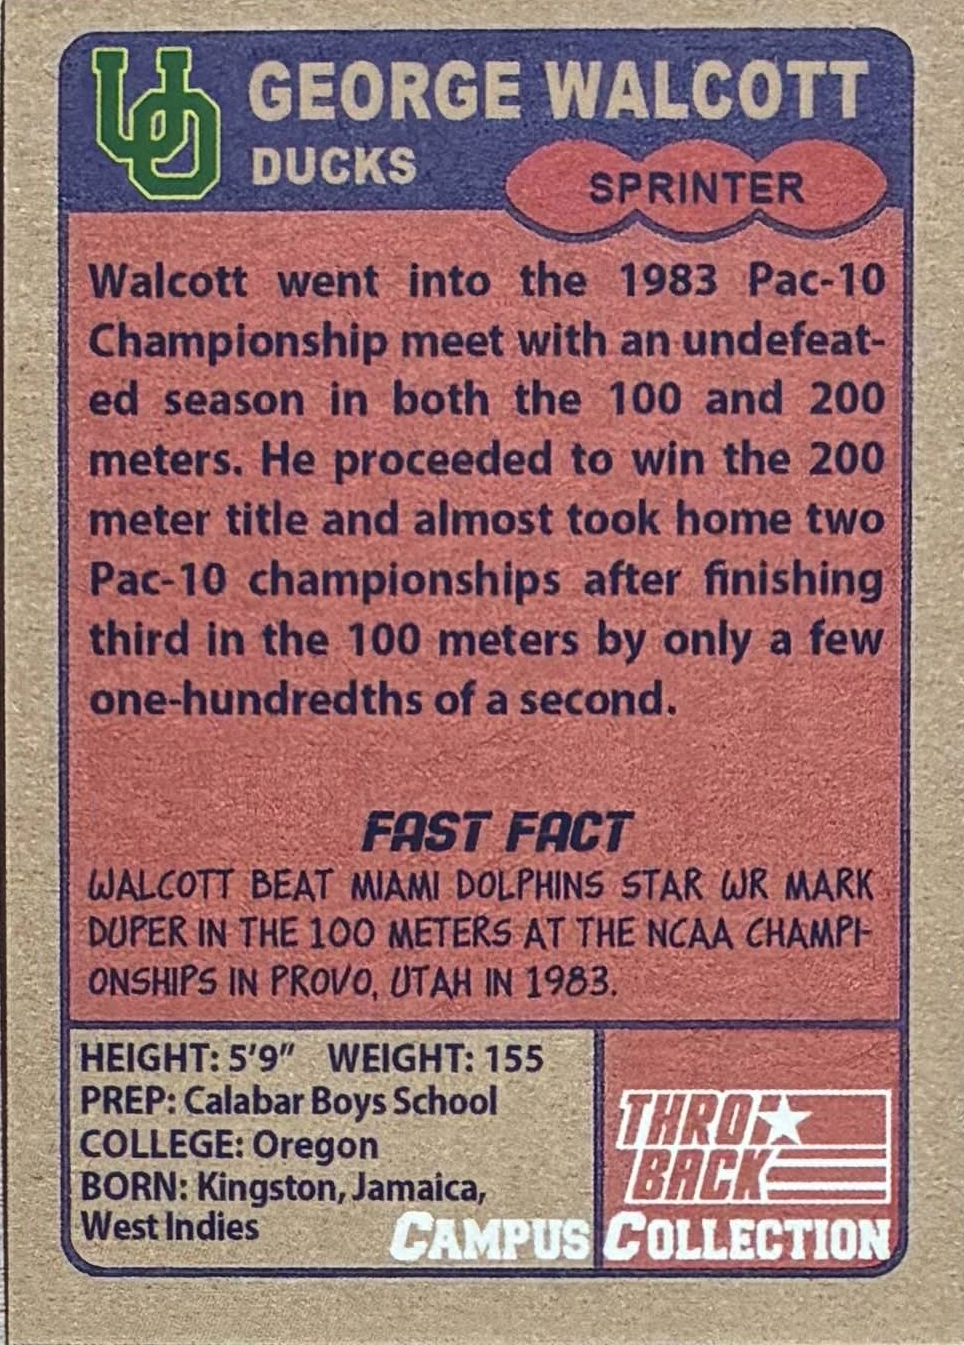 UO
GEORGE WALCOTT
DUCKS
SPRINTER
Walcott went into the 1983 Pac-10
Championship meet with an undefeat-
ed season in both the 100 and 200
meters. He proceeded to win the 200
meter title and almost took home two
Pac-10 championships after finishing
third in the 100 meters by only a few
one-hundredths of a second.
FAST FACT
WALCOTT BEAT MIAMI DOLPHINS STAR WR MARK
DUPER IN THE 100 METERS AT THE NCAA CHAMPI-
ONSHIPS IN PROVO, UTAH IN 1983.
HEIGHT: 5'9" WEIGHT: 155
PREP: Calabar Boys School
COLLEGE: Oregon
BORN: Kingston, Jamaica,
West Indies
THRO
BACK
CAMPUS COLLECTION